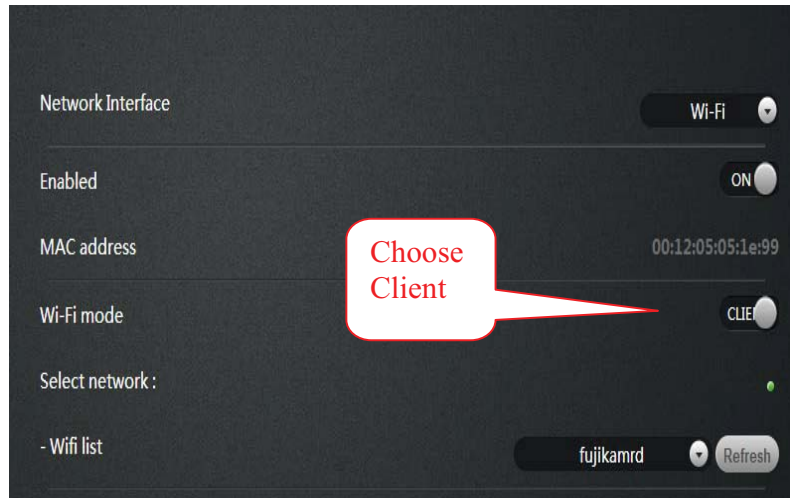 Network Interface Wi-Fi
Enabled ON
MAC address 00:12:05:05:1e:99
Choose
Client
Wi-Fi mode CLIE
Select network :
- Wifi list fujikamrd Refresh